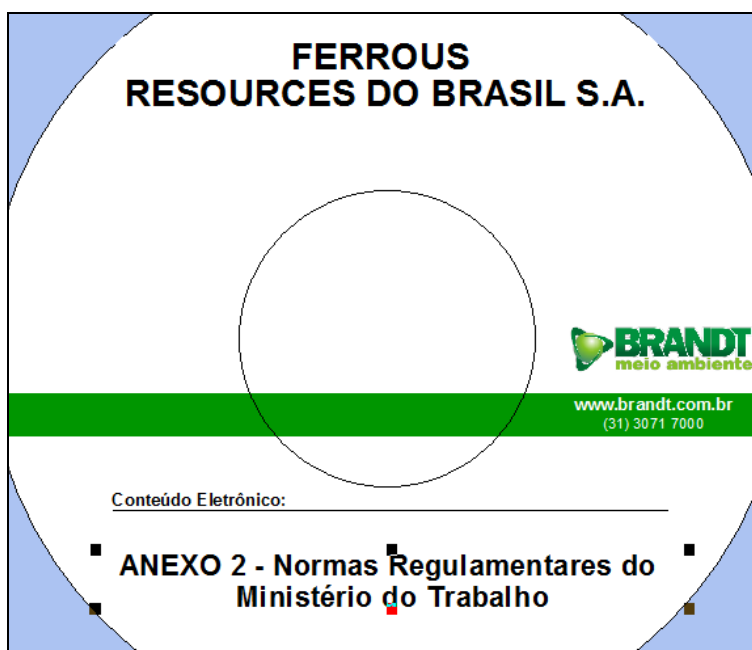 FERROUS
RESOURCES DO BRASIL S.A.
BRANDT
meio ambiente
www.brandt.com.br
(31) 3071 7000
Conteúdo Eletrônico:
ANEXO 2 - Normas Regulamentares do
Ministério do Trabalho